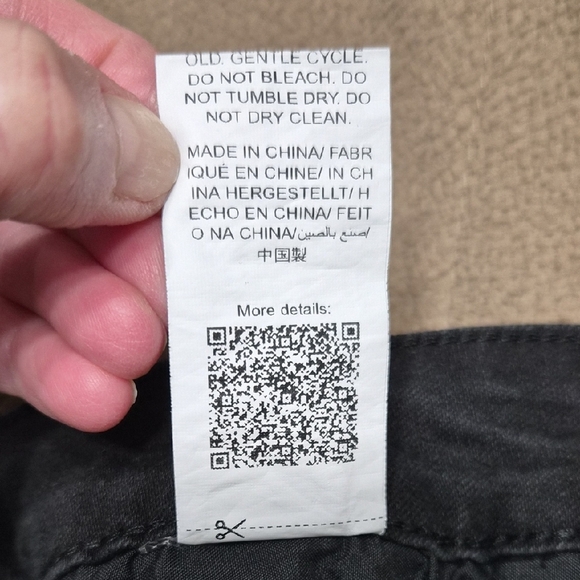 OLD. GENTLE CYCLE.
DO NOT BLEACH. DO
NOT TUMBLE DRY. DO
NOT DRY CLEAN.
MADE IN CHINA/ FABR
IQUÉ EN CHINE/ IN CH
INA HERGESTELLT/ H
ECHO EN CHINA/ FEIT
O NA CHINA/صنع بالصين/
中国製
More details: